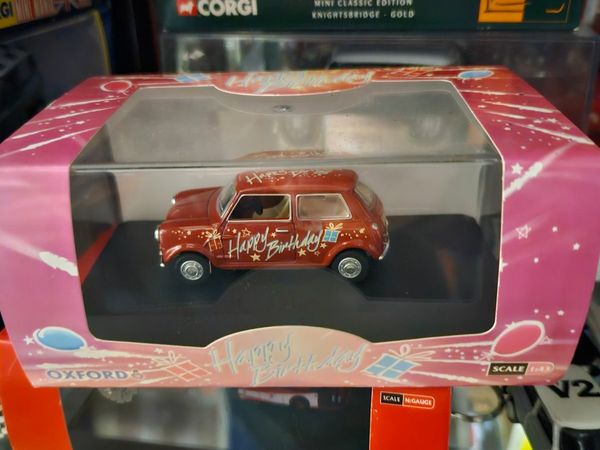 CORGI
MINI CLASSIC EDITION
KNIGHTSBRIDGE - GOLD
Happy Birthday
Happy Birthday
Happy Birthday
OXFORD
Happy Birthday
SCALE 1:43
SCALE N:GAUGE
V2